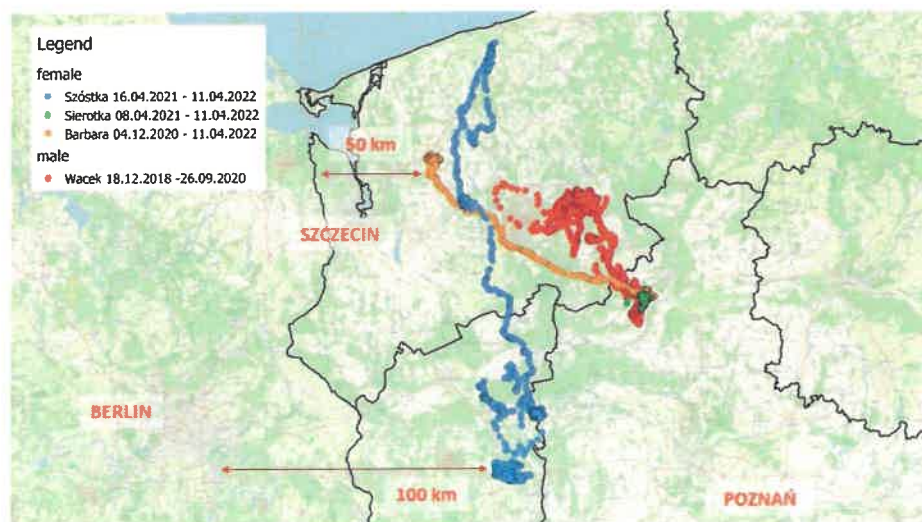 Legend
female
Szóstka 16.04.2021 - 11.04.2022
Sierotka 08.04.2021 - 11.04.2022
Barbara 04.12.2020 - 11.04.2022
male
Wacek 18.12.2018 -26.09.2020
50 km
SZCZECIN
BERLIN
100 km
POZNAŃ